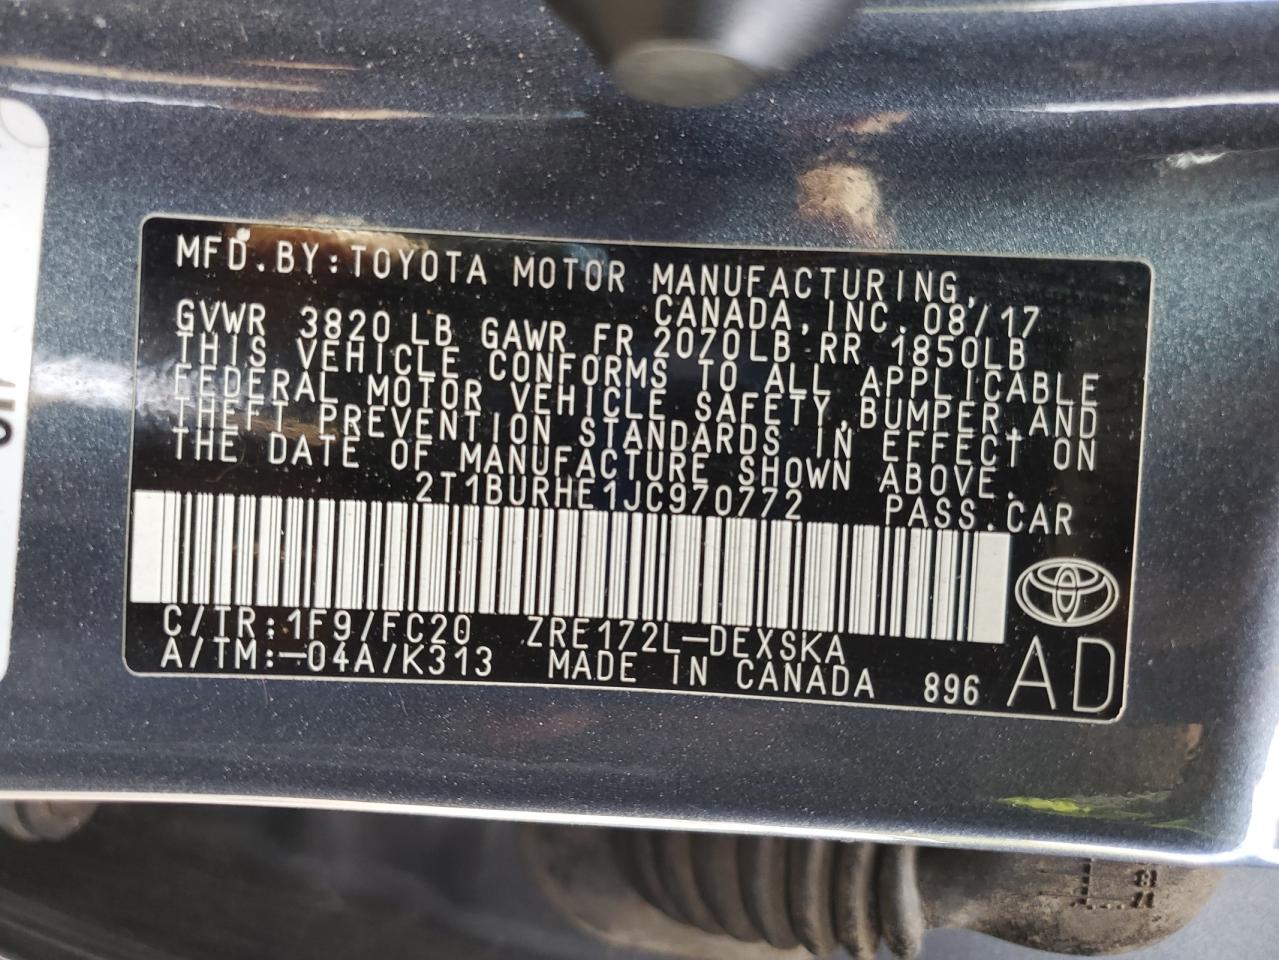 MFD.BY:TOYOTA MOTOR MANUFACTURING,
CANADA,INC.08/17
GVWR 3820LB GAWR FR 2070LB RR 1850LB
THIS VEHICLE CONFORMS TO ALL APPLICABLE
FEDERAL MOTOR VEHICLE SAFETY,BUMPER,AND
THEFT PREVENTION STANDARDS IN EFFECT ON
THE DATE OF MANUFACTURE SHOWN ABOVE.
2T1BURHE1JC970772 PASS.CAR
C/TR:1F9/FC20 ZRE172L-DEXSKA
A/TM:-04A/K313 MADE IN CANADA 896 AD